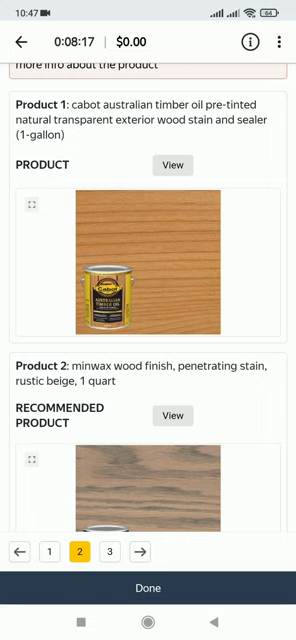 10:47
64
0:08:17
$0.00
more info about the product
Product 1: cabot australian timber oil pre-tinted
natural transparent exterior wood stain and sealer
(1-gallon)
PRODUCT
View
Cabot
AUSTRALIAN
TIMBER OIL
Product 2: minwax wood finish, penetrating stain,
rustic beige, 1 quart
RECOMMENDED
PRODUCT
View
1
2
3
Done